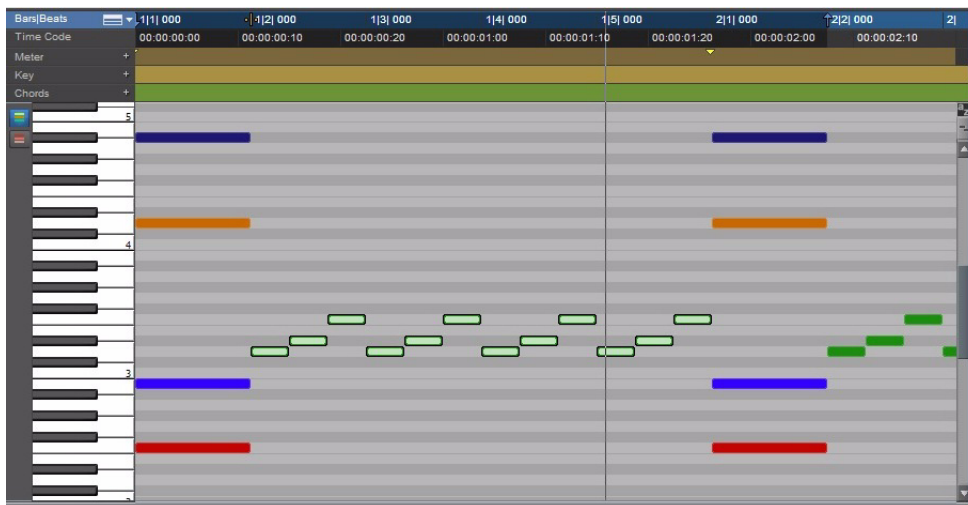 Bars|Beats 1|1| 000 1|2| 000 1|3| 000 1|4| 000 1|5| 000 2|1| 000 2|2| 000 2|
Time Code 00:00:00:00 00:00:00:10 00:00:00:20 00:00:01:00 00:00:01:10 00:00:01:20 00:00:02:00 00:00:02:10
Meter +
Key +
Chords +
5
4
3